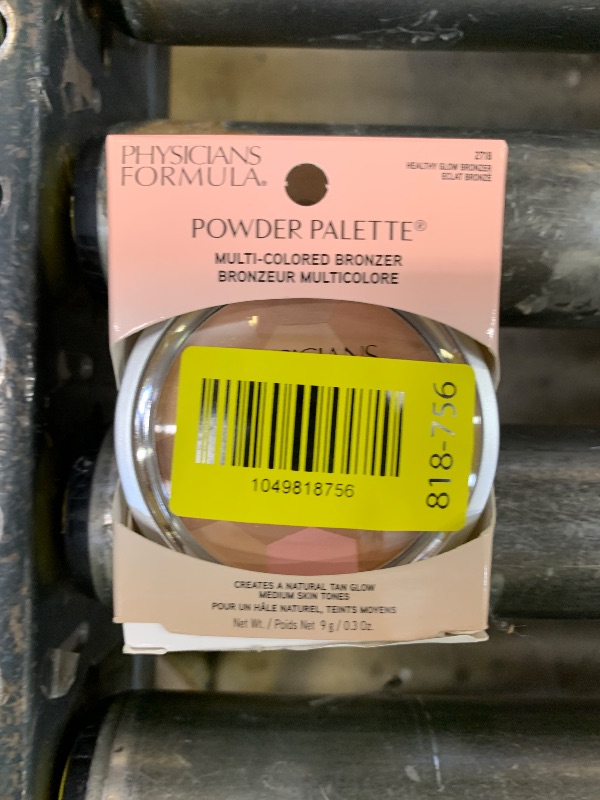 PHYSICIANS
FORMULA®
2718
HEALTHY GLOW BRONZER
ECLAT BRONZE
POWDER PALETTE®
MULTI-COLORED BRONZER
BRONZEUR MULTICOLORE
1049818756
818-756
CREATES A NATURAL TAN GLOW
MEDIUM SKIN TONES
POUR UN HÂLE NATUREL, TEINTS MOYENS
Net Wt. / Poids Net 9 g / 0.3 Oz.